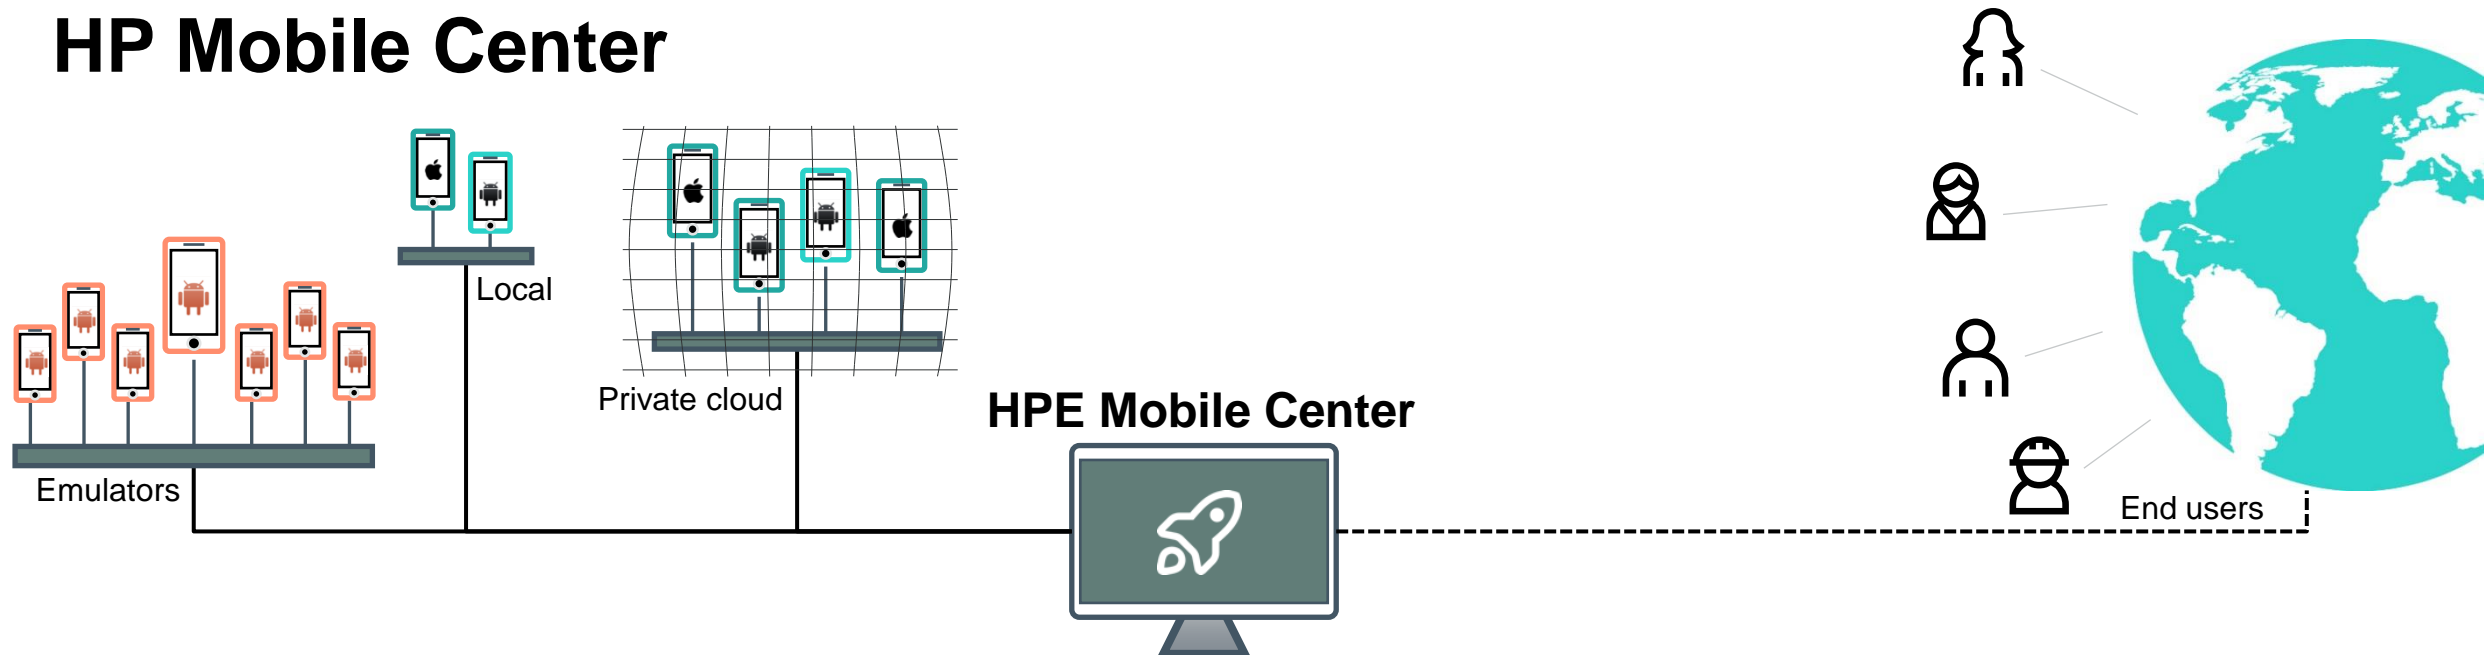 HP Mobile Center
Local
Private cloud
Emulators
HPE Mobile Center
End users